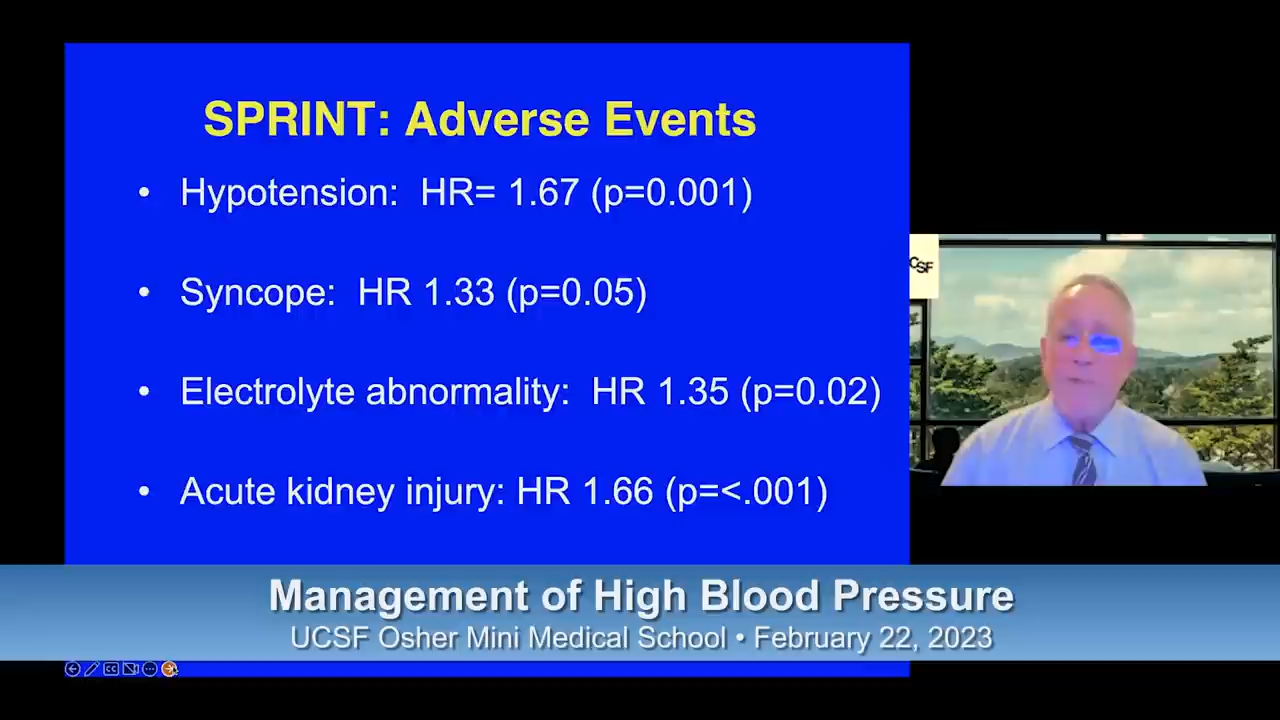 SPRINT: Adverse Events
• Hypotension: HR= 1.67 (p=0.001)
• Syncope: HR 1.33 (p=0.05)
• Electrolyte abnormality: HR 1.35 (p=0.02)
• Acute kidney injury: HR 1.66 (p=<.001)
CSF
Management of High Blood Pressure
UCSF Osher Mini Medical School • February 22, 2023